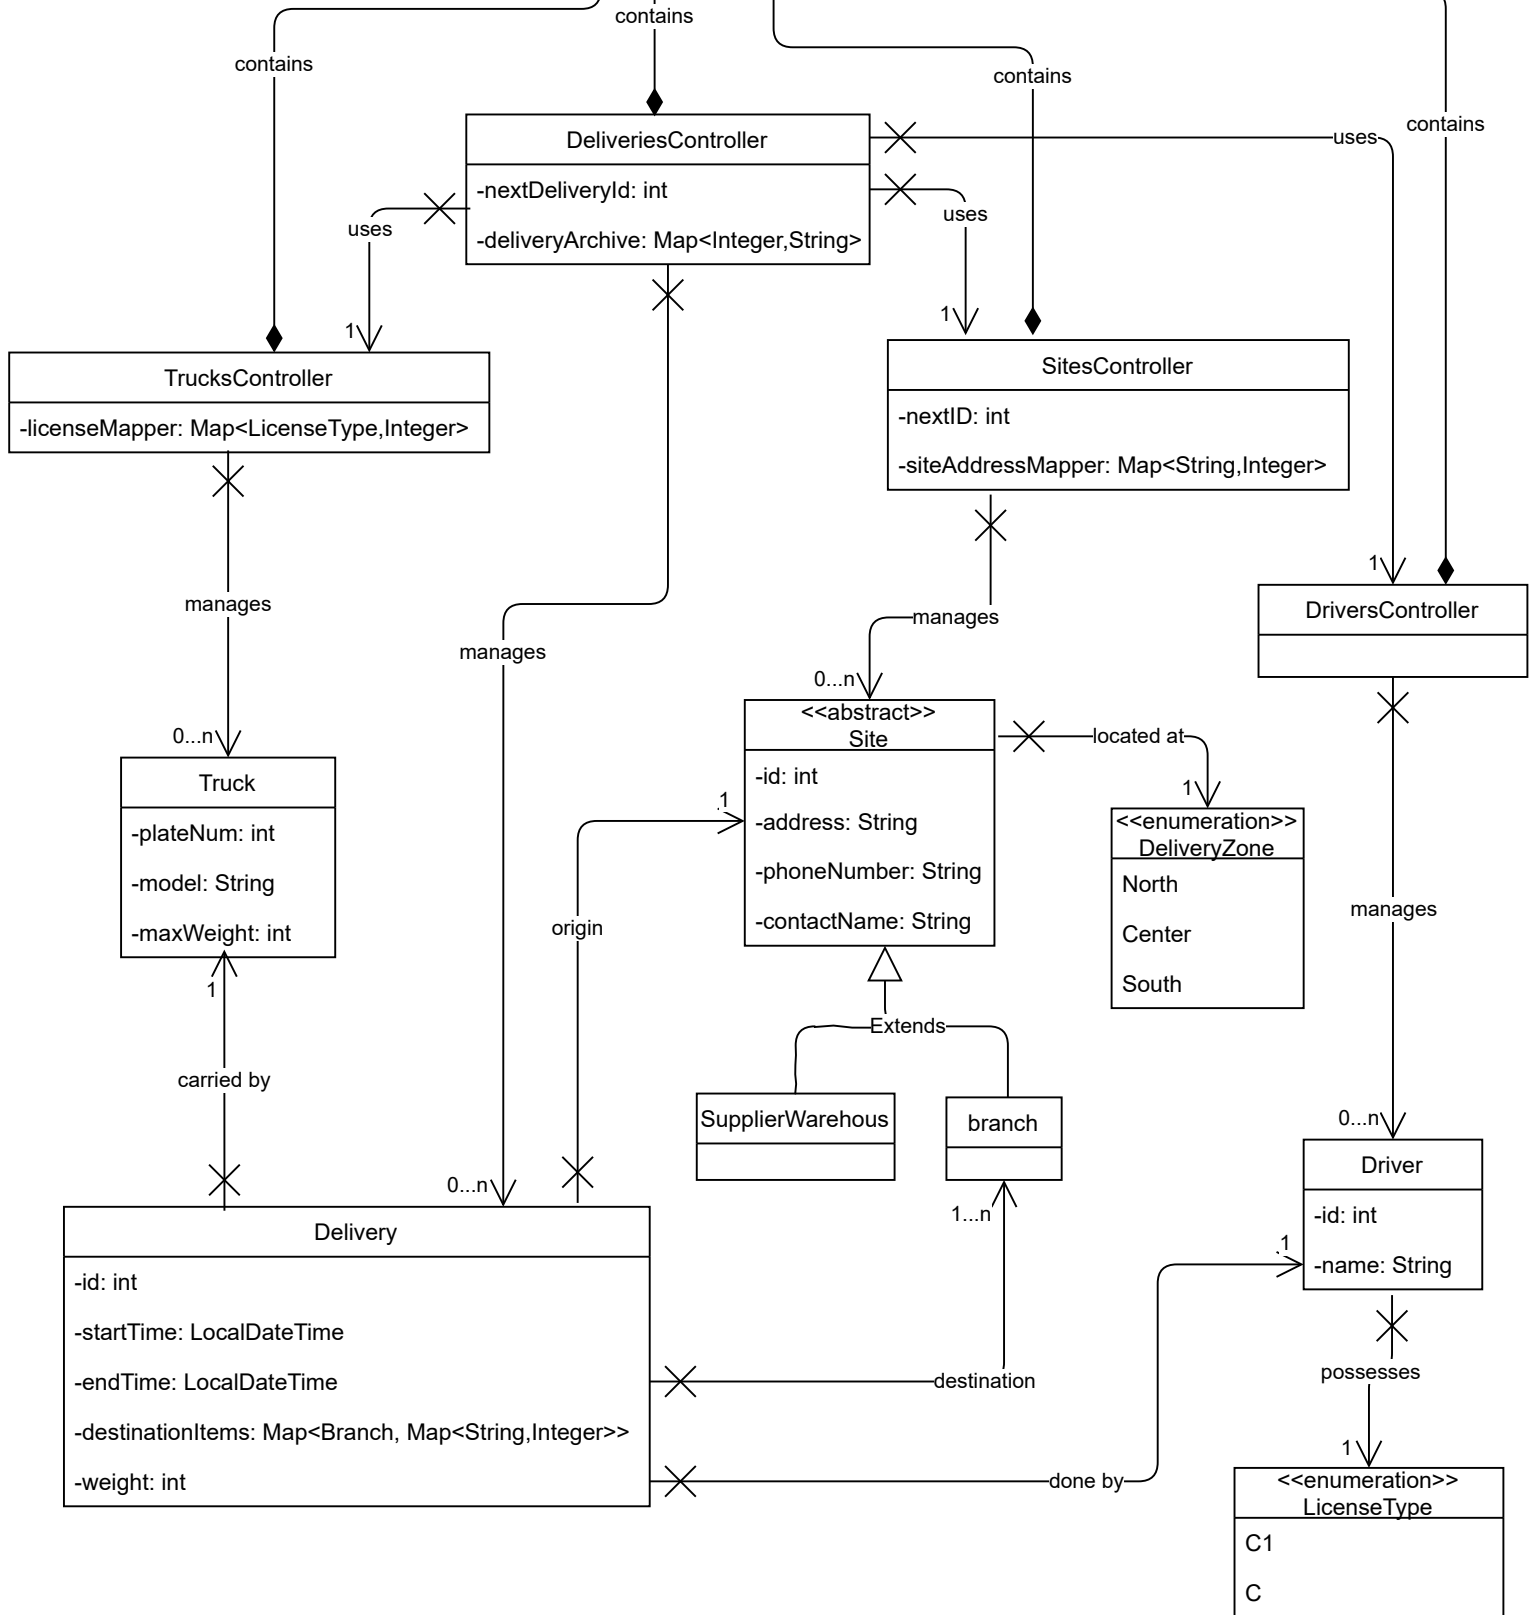 contains
contains
contains
contains
DeliveriesController
-nextDeliveryId: int
-deliveryArchive: Map<Integer,String>
uses
uses
uses
1
1
1
TrucksController
-licenseMapper: Map<LicenseType,Integer>
SitesController
-nextID: int
-siteAddressMapper: Map<String,Integer>
DriversController
manages
manages
manages
manages
0...n
0...n
0...n
0...n
Truck
-plateNum: int
-model: String
-maxWeight: int
<<abstract>>
Site
-id: int
-address: String
-phoneNumber: String
-contactName: String
located at
1
<<enumeration>>
DeliveryZone
North
Center
South
1
origin
1
carried by
Extends
SupplierWarehous
branch
1...n
destination
Delivery
-id: int
-startTime: LocalDateTime
-endTime: LocalDateTime
-destinationItems: Map<Branch, Map<String,Integer>>
-weight: int
done by
1
Driver
-id: int
-name: String
possesses
1
<<enumeration>>
LicenseType
C1
C